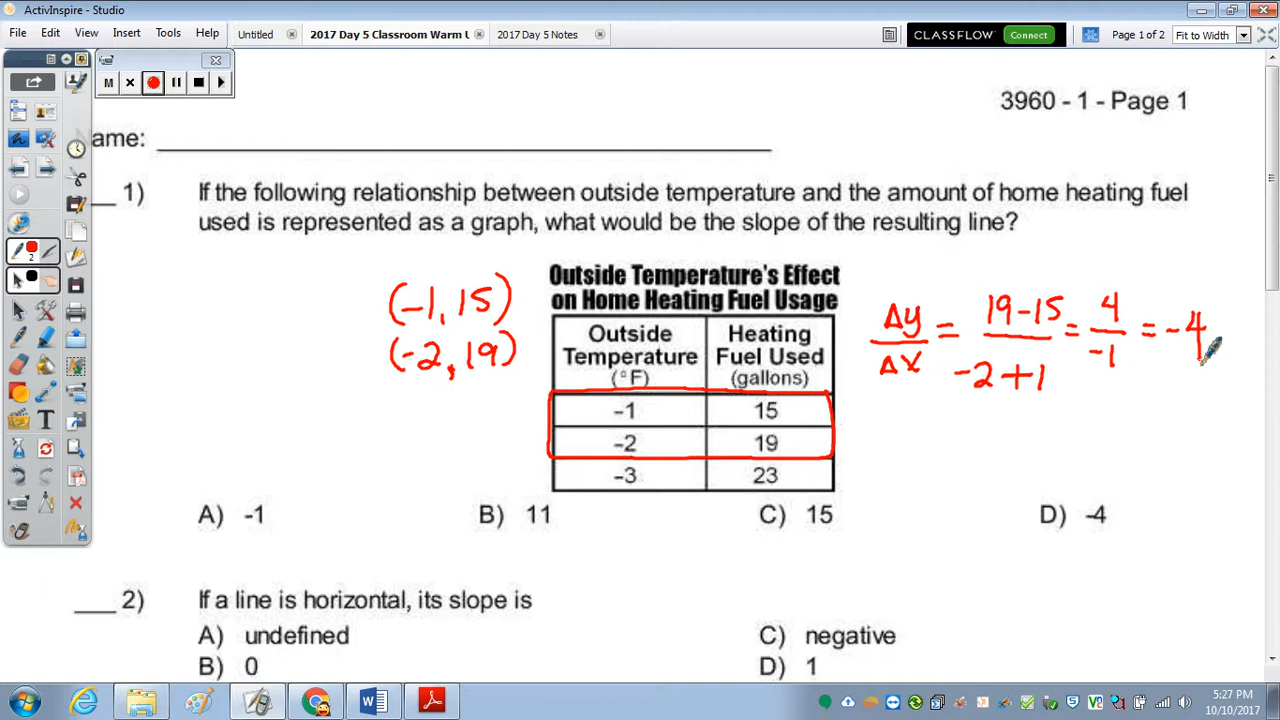 ActivInspire - Studio
File Edit View Insert Tools Help
Untitled
2017 Day 5 Classroom Warm U
2017 Day 5 Notes
CLASSFLOW Connect
Page 1 of 2
Fit to Width
M
3960 - 1 - Page 1
ame:
1) If the following relationship between outside temperature and the amount of home heating fuel
used is represented as a graph, what would be the slope of the resulting line?
Outside Temperature's Effect
on Home Heating Fuel Usage
Outside Temperature (°F) Heating Fuel Used (gallons)
-1 15
-2 19
-3 23
(-1, 15)
(-2, 19)
Δy/Δx = 19-15/-2+1 = 4/-1 = -4
A) -1 B) 11 C) 15 D) -4
2) If a line is horizontal, its slope is
A) undefined C) negative
B) 0 D) 1
5:27 PM
10/10/2017